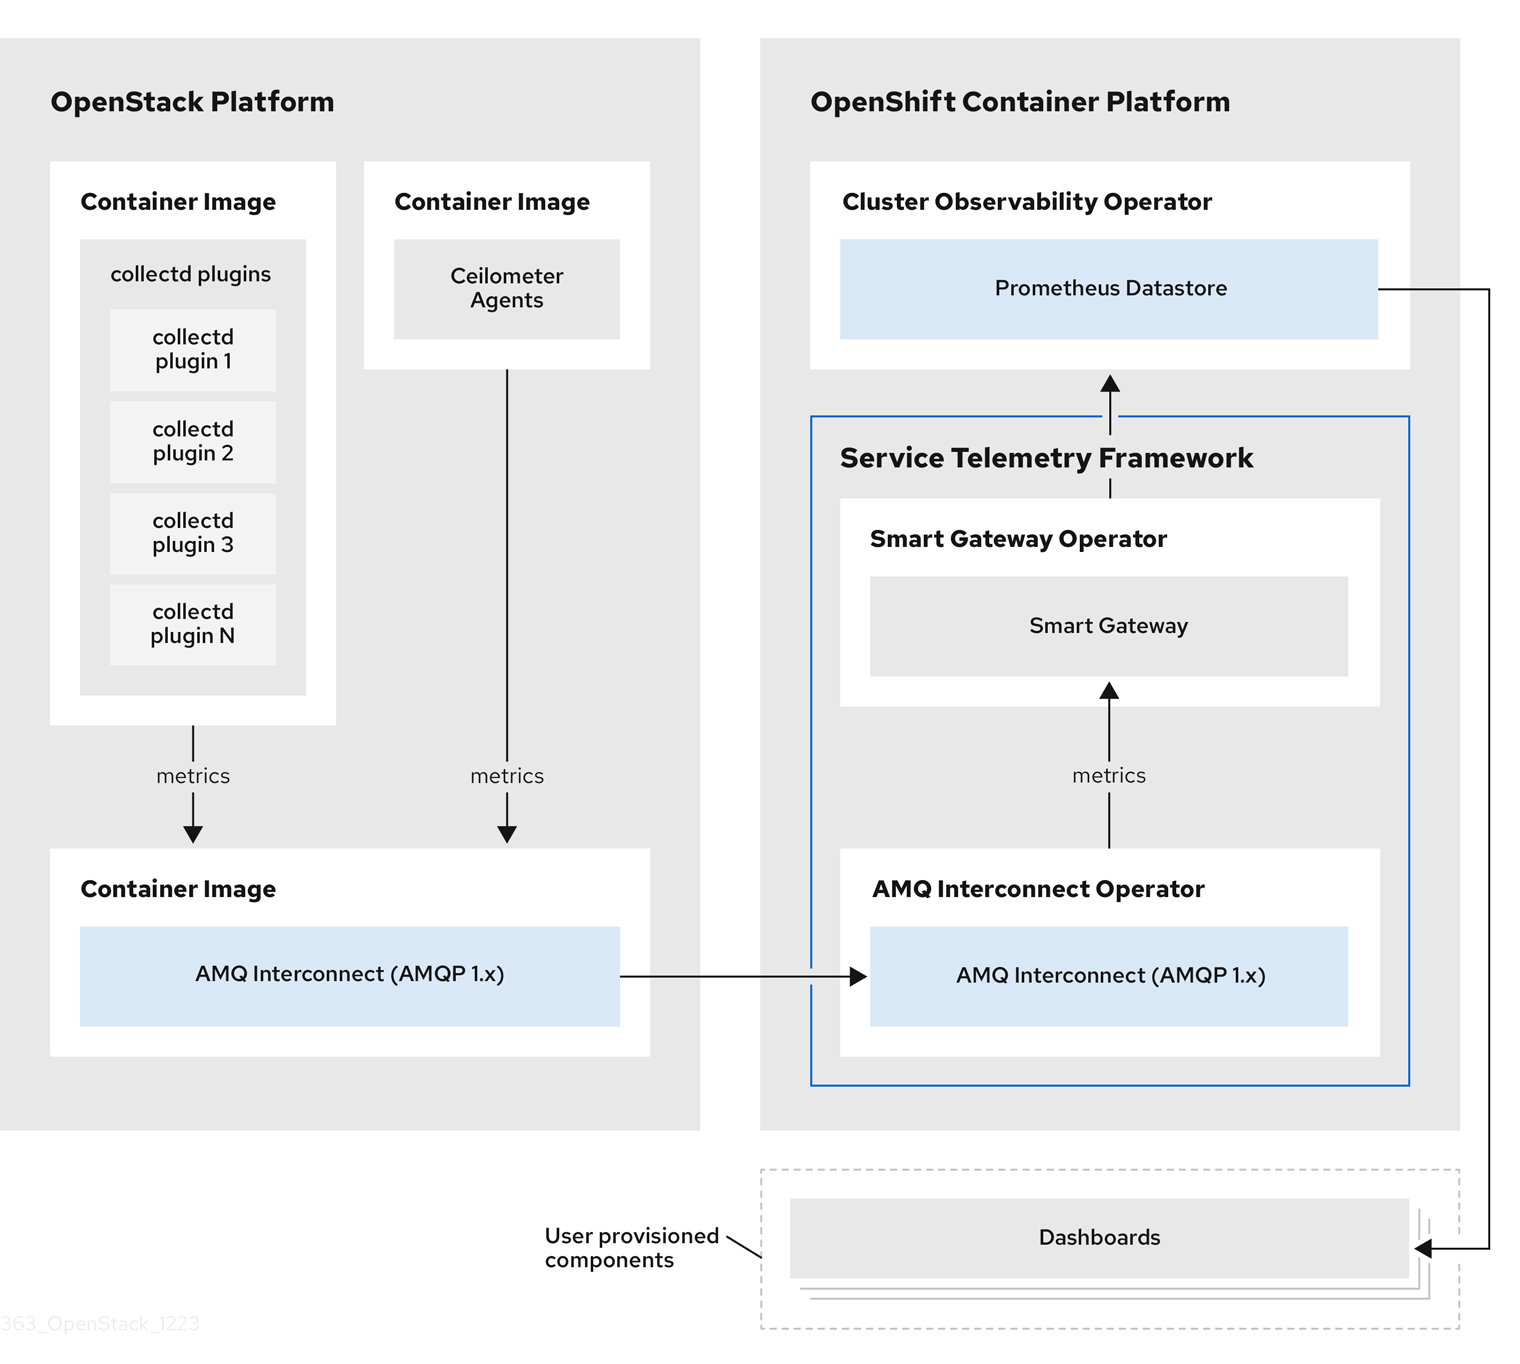 OpenStack Platform
Container Image
collectd plugins
collectd
plugin 1
collectd
plugin 2
collectd
plugin 3
collectd
plugin N
metrics
Container Image
Ceilometer
Agents
metrics
Container Image
AMQ Interconnect (AMQP 1.x)
OpenShift Container Platform
Cluster Observability Operator
Prometheus Datastore
Service Telemetry Framework
Smart Gateway Operator
Smart Gateway
metrics
AMQ Interconnect Operator
AMQ Interconnect (AMQP 1.x)
User provisioned
components
Dashboards
363_OpenStack_1223